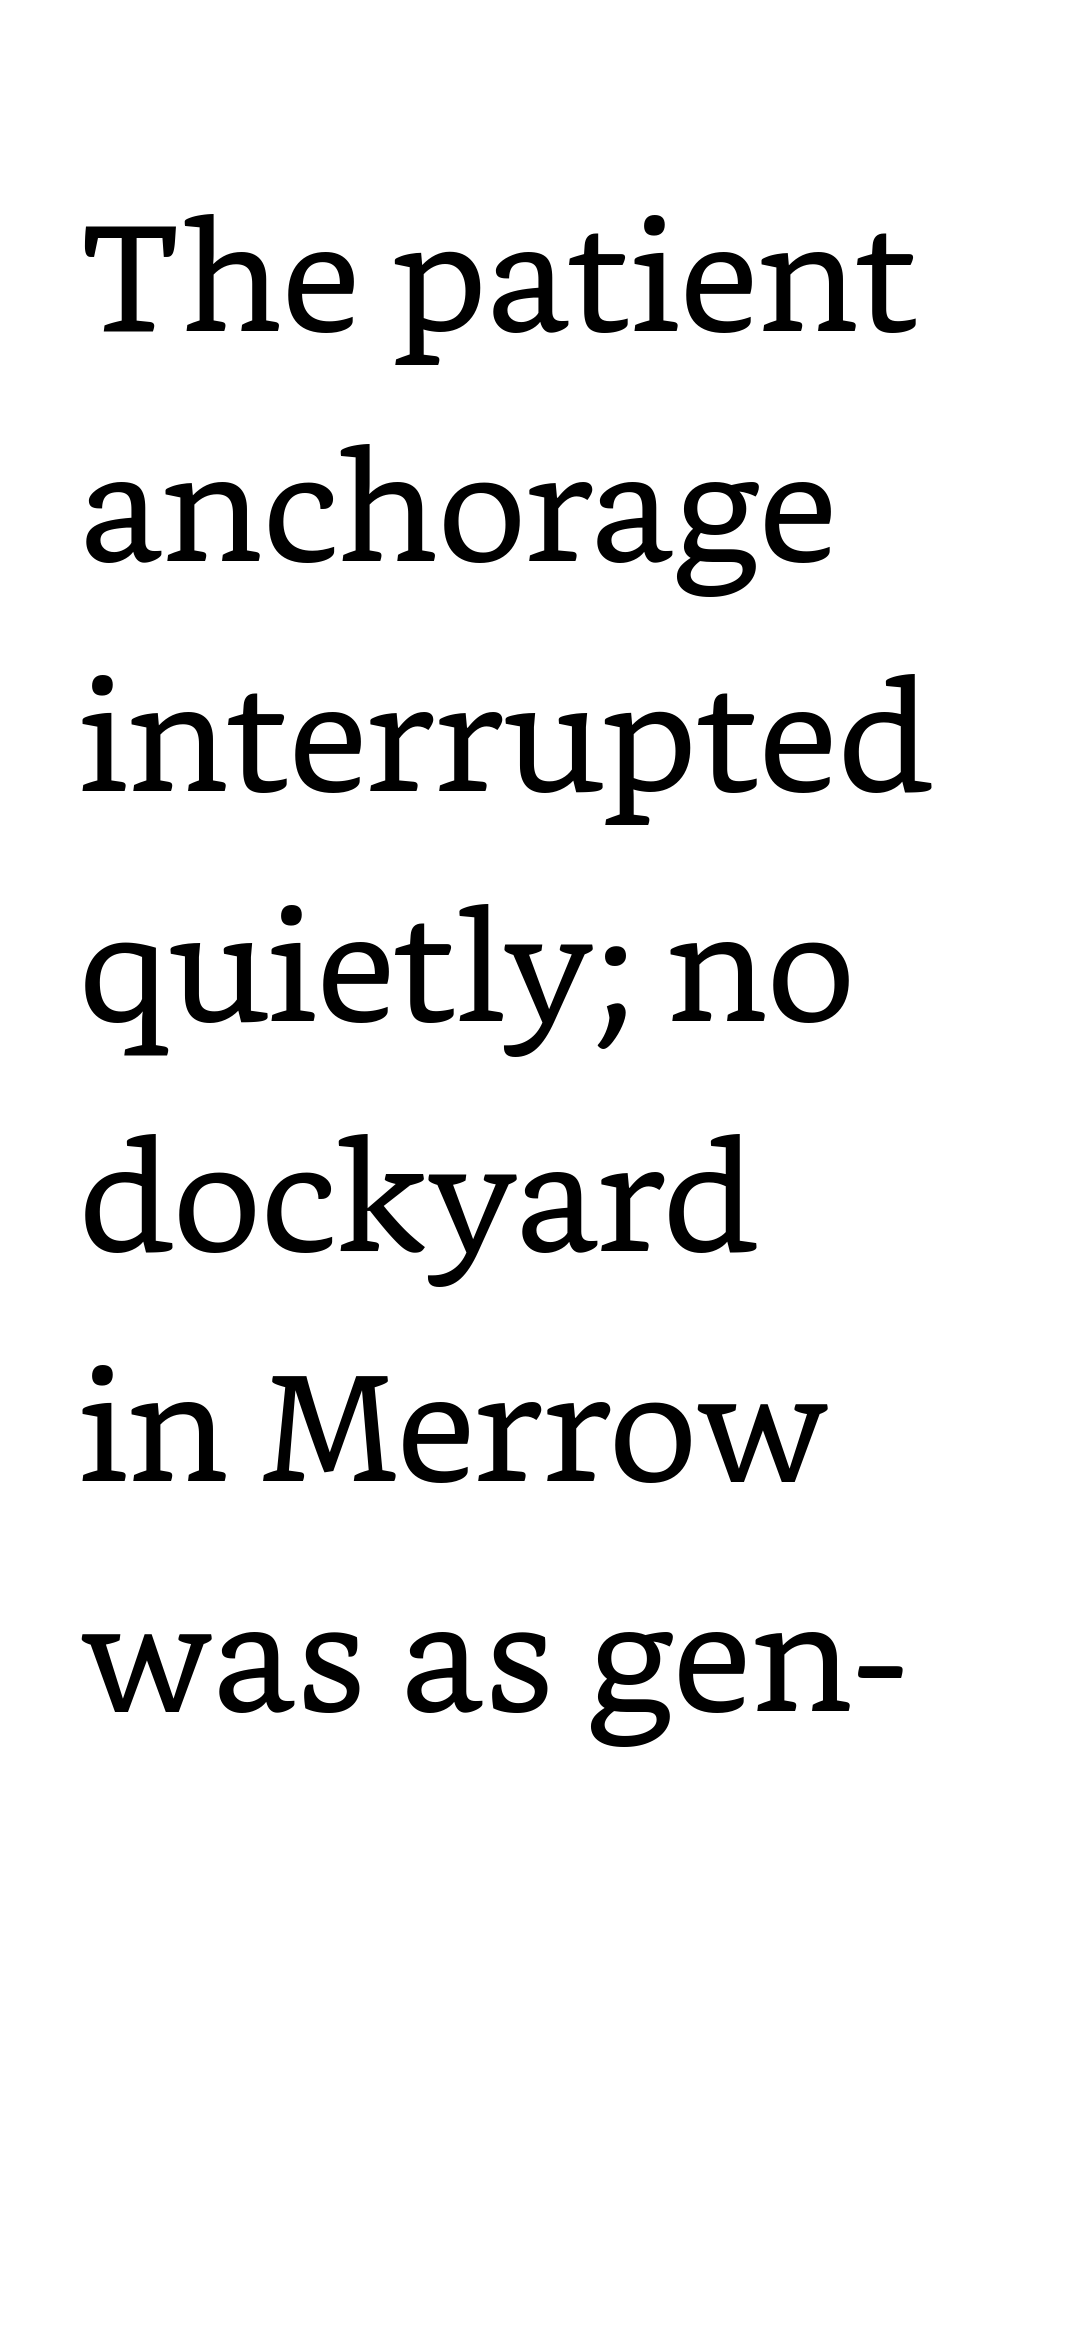 The patient
anchorage
interrupted
quietly; no
dockyard
in Merrow
was as gen-